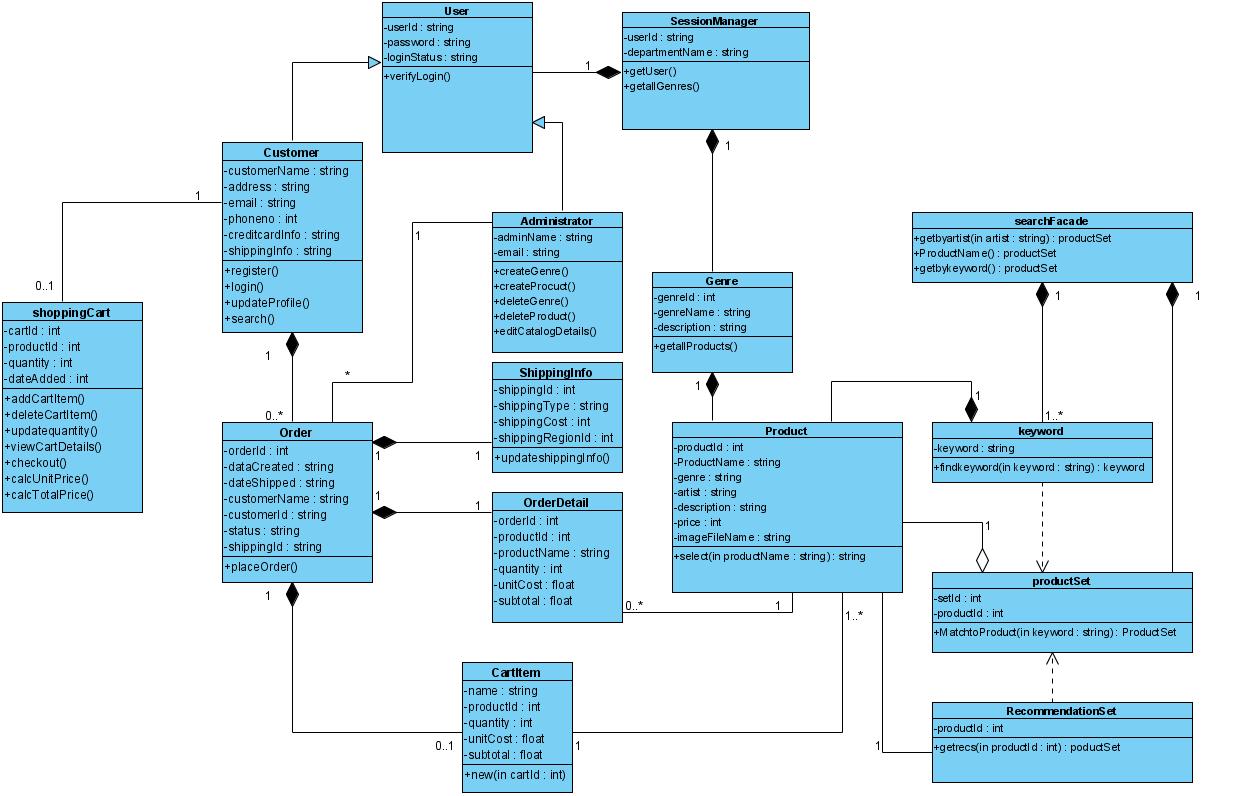 User
-userId : string
-password : string
-loginStatus : string
+verifyLogin()
1
SessionManager
-userId : string
-departmentName : string
+getUser()
+getallGenres()
1
Customer
-customerName : string
-address : string
-email : string
-phoneno : int
-creditcardInfo : string
-shippingInfo : string
+register()
+login()
+updateProfile()
+search()
1
0..1
1
0..*
Administrator
-adminName : string
-email : string
+createGenre()
+createProcuct()
+deleteGenre()
+deleteProduct()
+editCatalogDetails()
1
*
searchFacade
+getbyartist(in artist : string) : productSet
+ProductName() : productSet
+getbykeyword() : productSet
1
1
1..*
Genre
-genreId : int
-genreName : string
-description : string
+getallProducts()
1
shoppingCart
-cartId : int
-productId : int
-quantity : int
-dateAdded : int
+addCartItem()
+deleteCartItem()
+updatequantity()
+viewCartDetails()
+checkout()
+calcUnitPrice()
+calcTotalPrice()
ShippingInfo
-shippingId : int
-shippingType : string
-shippingCost : int
-shippingRegionId : int
+updateshippingInfo()
1
1
Order
-orderId : int
-dataCreated : string
-dateShipped : string
-customerName : string
-customerId : string
-status : string
-shippingId : string
+placeOrder()
1
1
1
0..1
OrderDetail
-orderId : int
-productId : int
-productName : string
-quantity : int
-unitCost : float
-subtotal : float
0..*
1
Product
-productId : int
-ProductName : string
-genre : string
-artist : string
-description : string
-price : int
-imageFileName : string
+select(in productName : string) : string
1..*
1
keyword
-keyword : string
+findkeyword(in keyword : string) : keyword
1
productSet
-setId : int
-productId : int
+MatchtoProduct(in keyword : string) : ProductSet
CartItem
-name : string
-productId : int
-quantity : int
-unitCost : float
-subtotal : float
+new(in cartId : int)
1
RecommendationSet
-productId : int
+getrecs(in productId : int) : poductSet
1